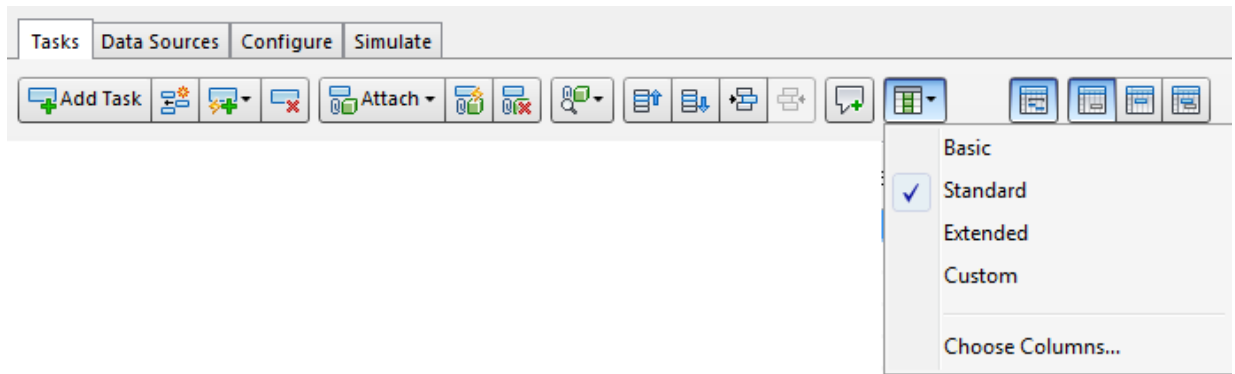 Tasks Data Sources Configure Simulate
Add Task Attach
Basic
Standard
Extended
Custom
Choose Columns...